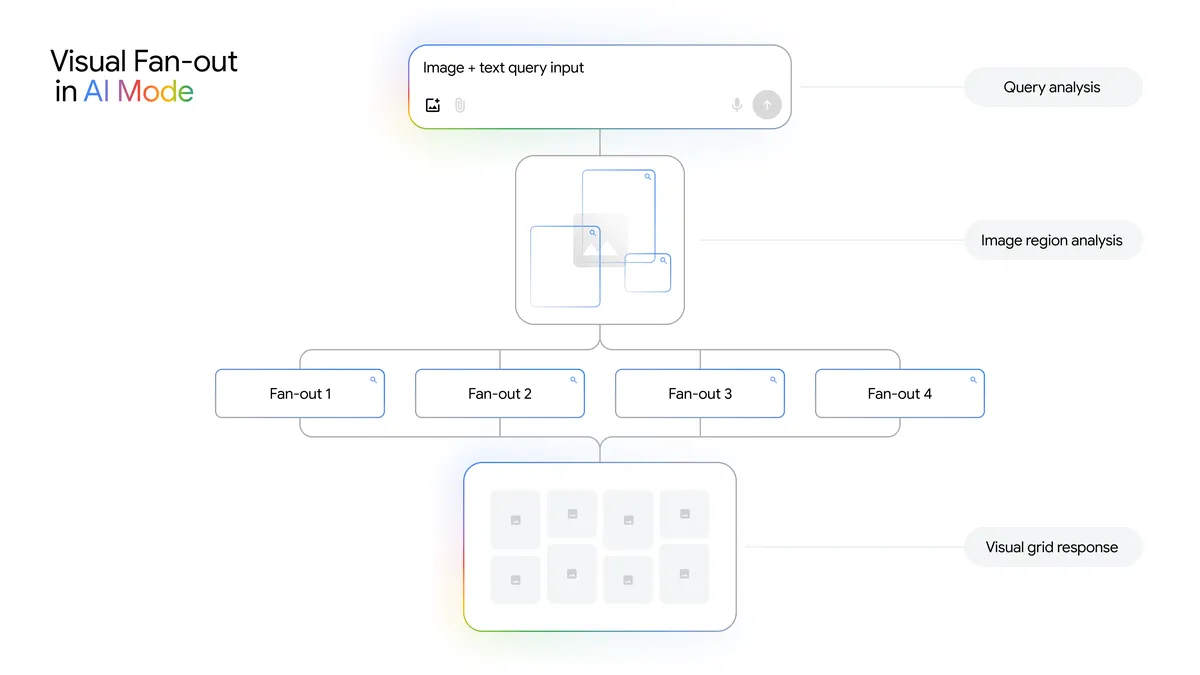 Visual Fan-out
in AI Mode
Image + text query input
Query analysis
Image region analysis
Fan-out 1
Fan-out 2
Fan-out 3
Fan-out 4
Visual grid response